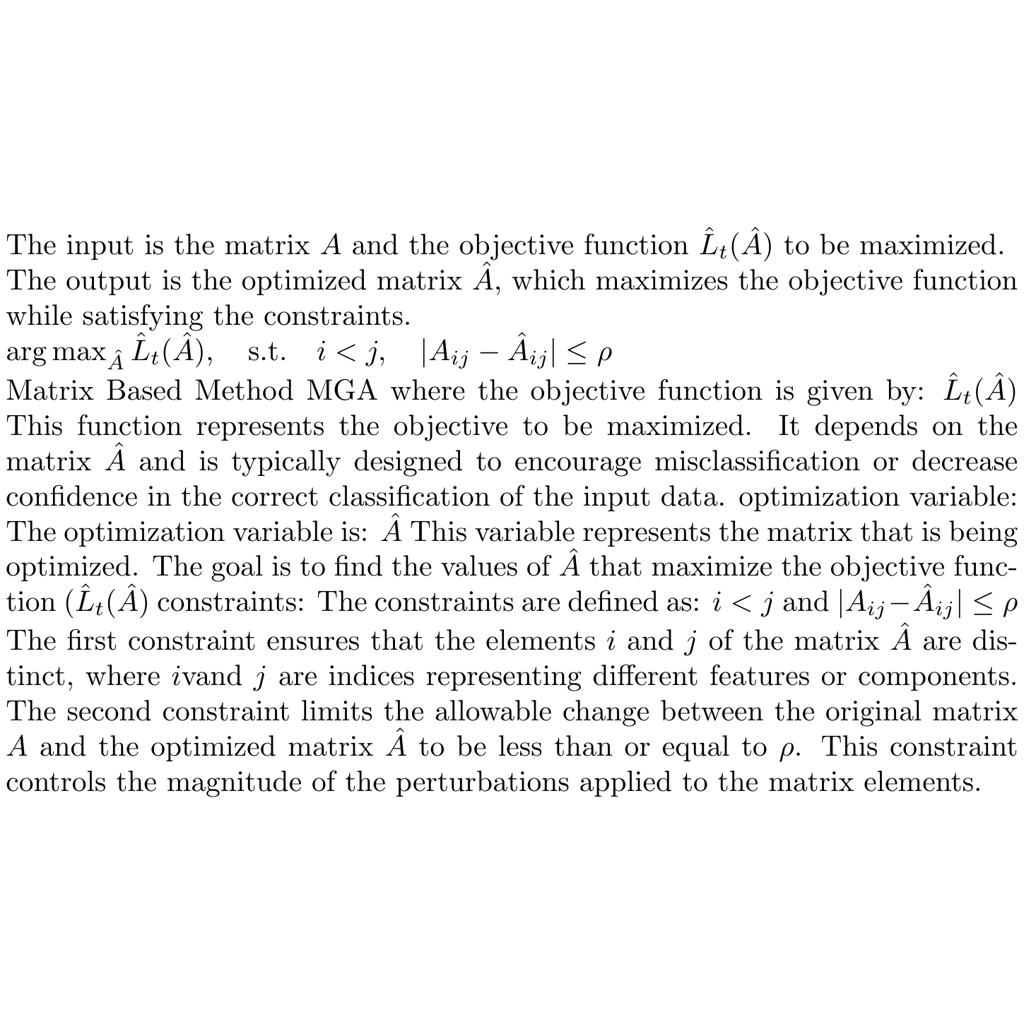 The input is the matrix $A$ and the objective function $\hat{L}_t(\hat{A})$ to be maximized.
The output is the optimized matrix $\hat{A}$, which maximizes the objective function
while satisfying the constraints.
$\arg\max_{\hat{A}} \hat{L}_t(\hat{A}), \quad \text{s.t.} \quad i < j, \quad |A_{ij} - \hat{A}_{ij}| \leq \rho$
Matrix Based Method MGA where the objective function is given by: $\hat{L}_t(\hat{A})$
This function represents the objective to be maximized. It depends on the
matrix $\hat{A}$ and is typically designed to encourage misclassification or decrease
confidence in the correct classification of the input data. optimization variable:
The optimization variable is: $\hat{A}$ This variable represents the matrix that is being
optimized. The goal is to find the values of $\hat{A}$ that maximize the objective func-
tion ($\hat{L}_t(\hat{A})$ constraints: The constraints are defined as: $i < j$ and $|A_{ij} - \hat{A}_{ij}| \leq \rho$
The first constraint ensures that the elements $i$ and $j$ of the matrix $\hat{A}$ are dis-
tinct, where $i$vand $j$ are indices representing different features or components.
The second constraint limits the allowable change between the original matrix
$A$ and the optimized matrix $\hat{A}$ to be less than or equal to $\rho$. This constraint
controls the magnitude of the perturbations applied to the matrix elements.